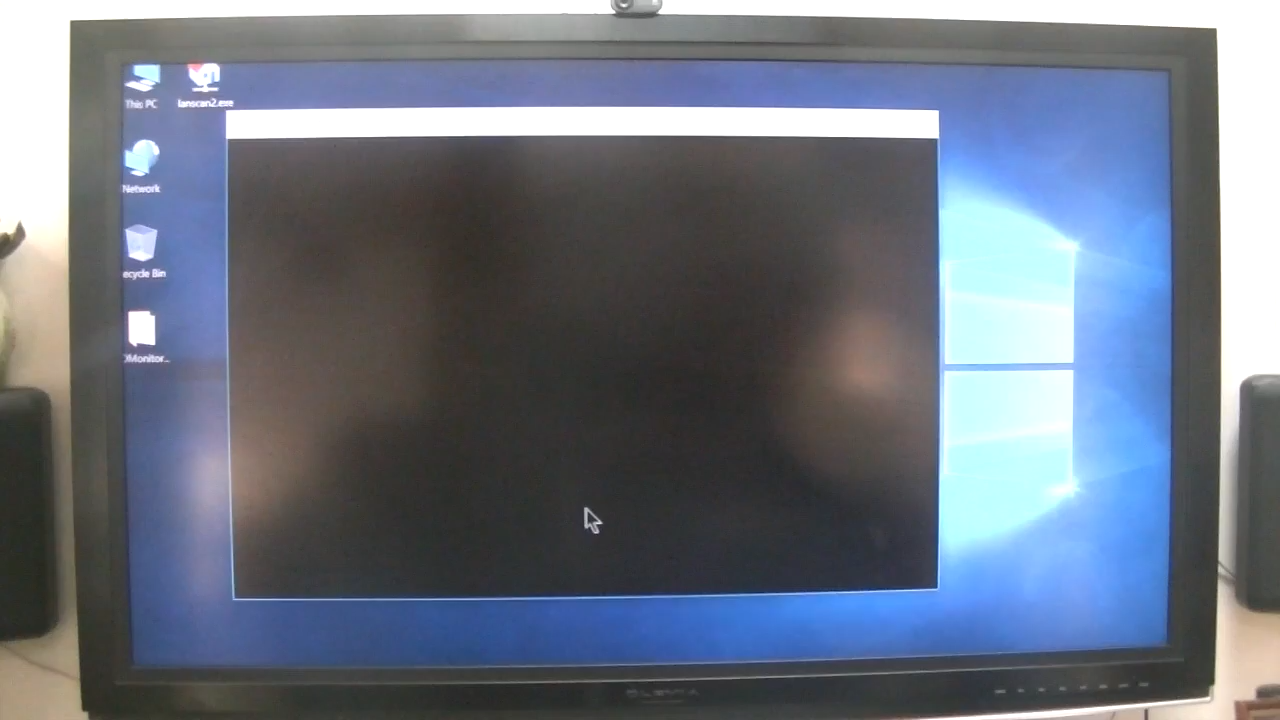 This PC
lanscan2.exe
Network
ecycle Bin
Monitor...